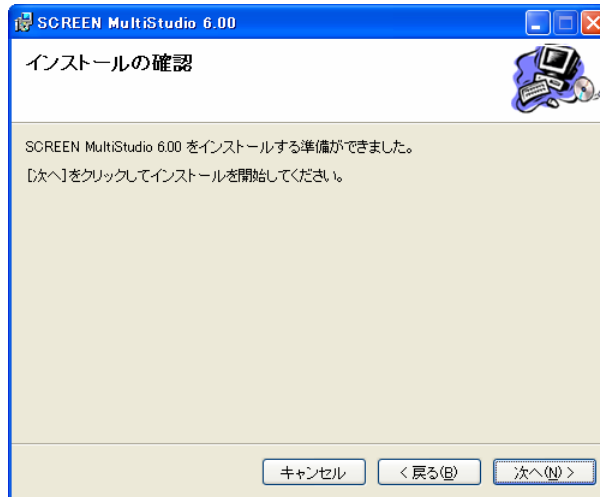 SCREEN MultiStudio 6.00
インストールの確認
SCREEN MultiStudio 6.00 をインストールする準備ができました。
[次へ]をクリックしてインストールを開始してください。
キャンセル
< 戻る(B)
次へ(N) >